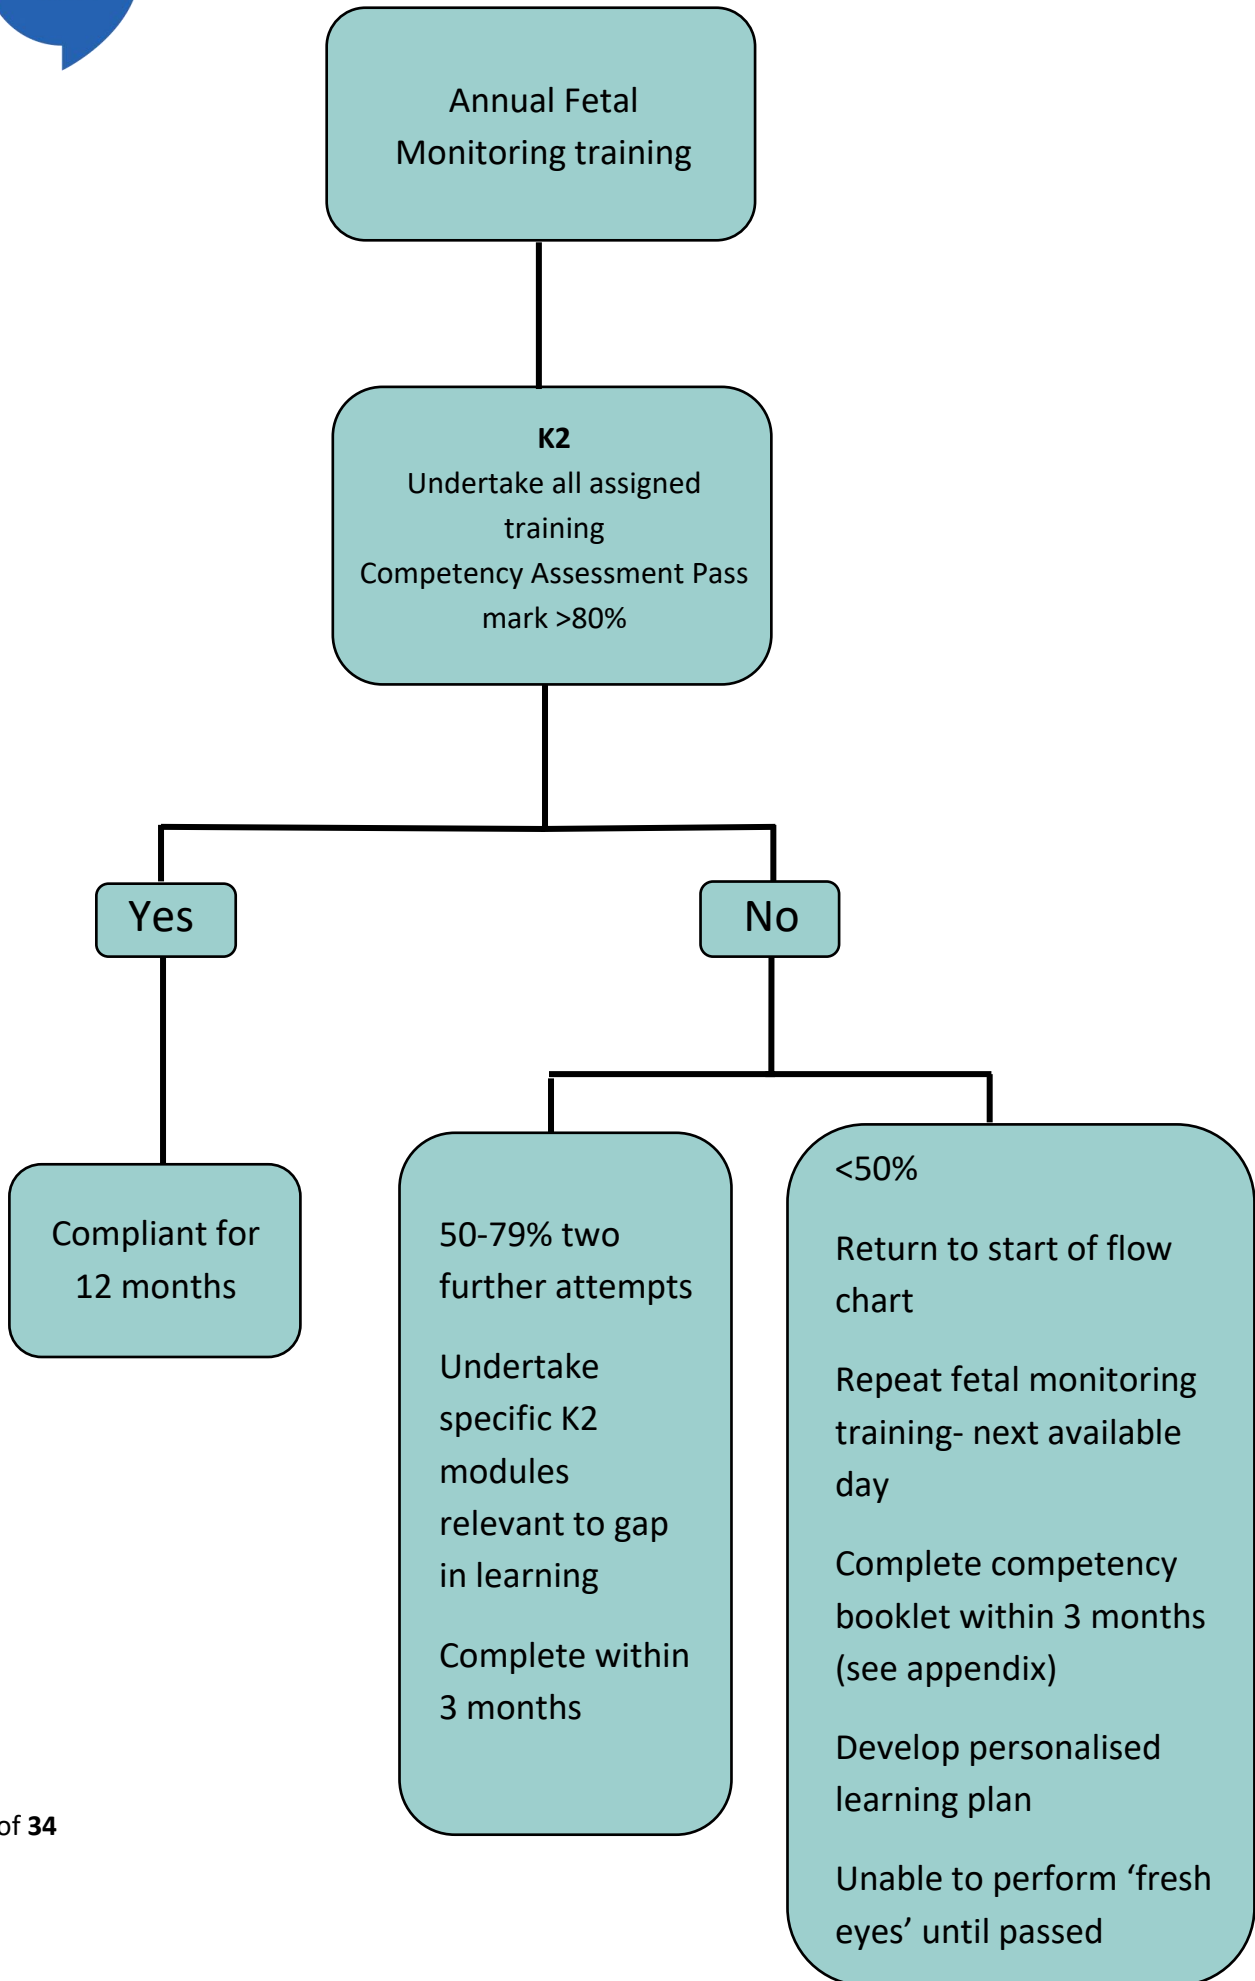 Annual Fetal
Monitoring training
K2
Undertake all assigned
training
Competency Assessment Pass
mark >80%
Yes
No
Compliant for
12 months
50-79% two
further attempts
Undertake
specific K2
modules
relevant to gap
in learning
Complete within
3 months
<50%
Return to start of flow
chart
Repeat fetal monitoring
training- next available
day
Complete competency
booklet within 3 months
(see appendix)
Develop personalised
learning plan
Unable to perform ‘fresh
eyes’ until passed
of 34